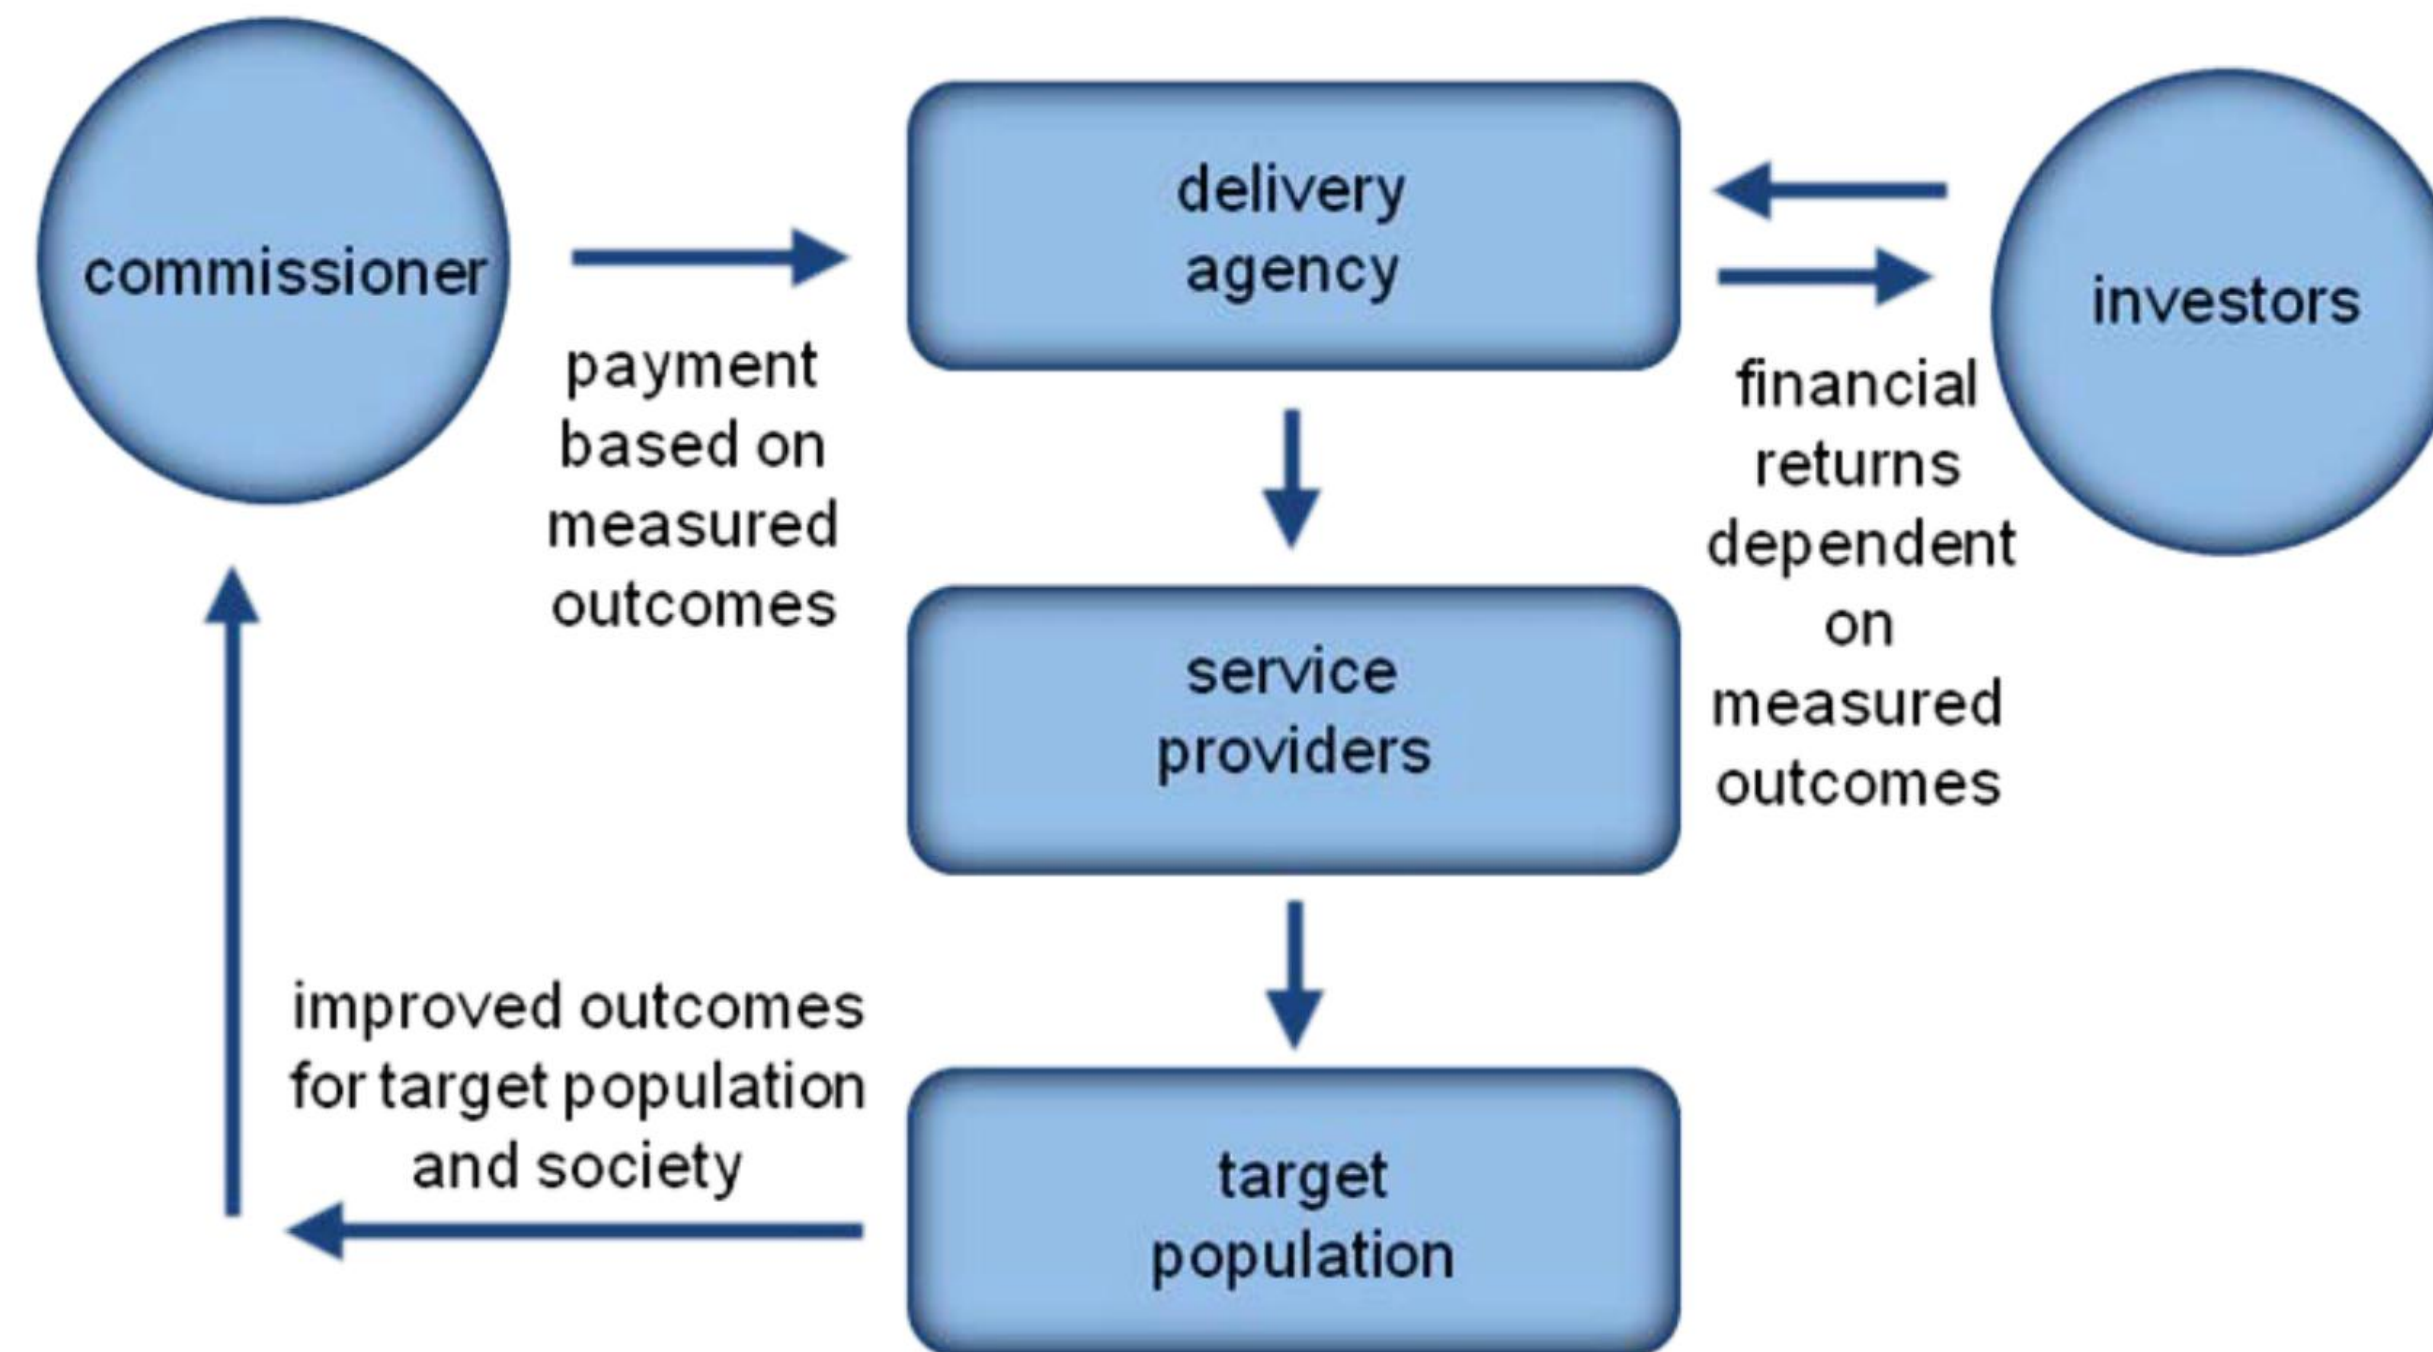 commissioner
payment
based on
measured
outcomes
delivery
agency
investors
financial
returns
dependent
on
measured
outcomes
service
providers
improved outcomes
for target population
and society
target
population